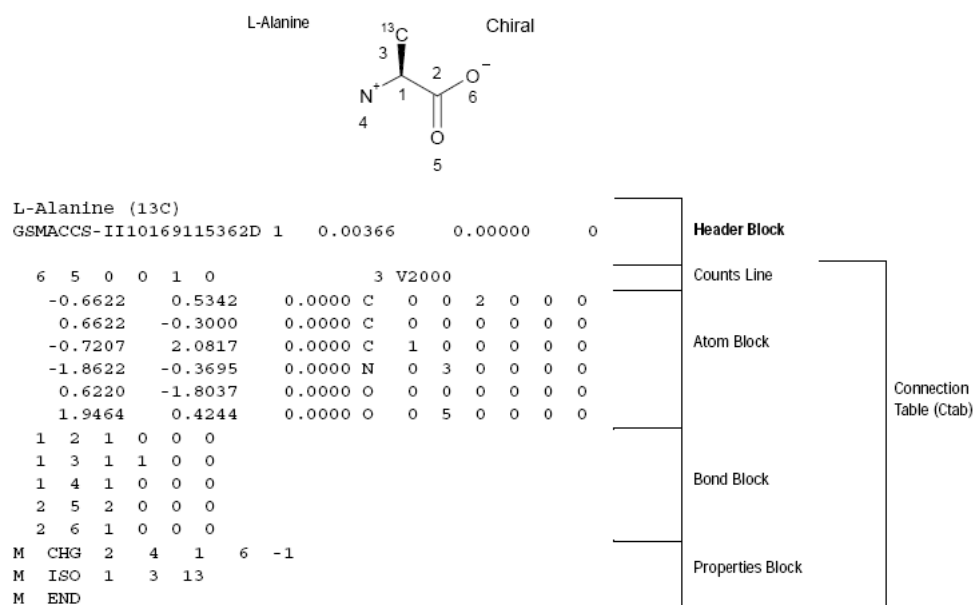 L-Alanine
13C
Chiral
3
2
O−
N+
1
6
4
O
5
L-Alanine (13C)
GSMACCS-II10169115362D 1 0.00366 0.00000 0
Header Block
6 5 0 0 1 0 3 V2000
Counts Line
-0.6622 0.5342 0.0000 C 0 0 2 0 0 0
0.6622 -0.3000 0.0000 C 0 0 0 0 0 0
-0.7207 2.0817 0.0000 C 1 0 0 0 0 0
Atom Block
-1.8622 -0.3695 0.0000 N 0 3 0 0 0 0
0.6220 -1.8037 0.0000 O 0 0 0 0 0 0
Connection
1.9464 0.4244 0.0000 O 0 5 0 0 0 0
Table (Ctab)
1 2 1 0 0 0
1 3 1 1 0 0
1 4 1 0 0 0
Bond Block
2 5 2 0 0 0
2 6 1 0 0 0
M CHG 2 4 1 6 -1
M ISO 1 3 13
Properties Block
M END